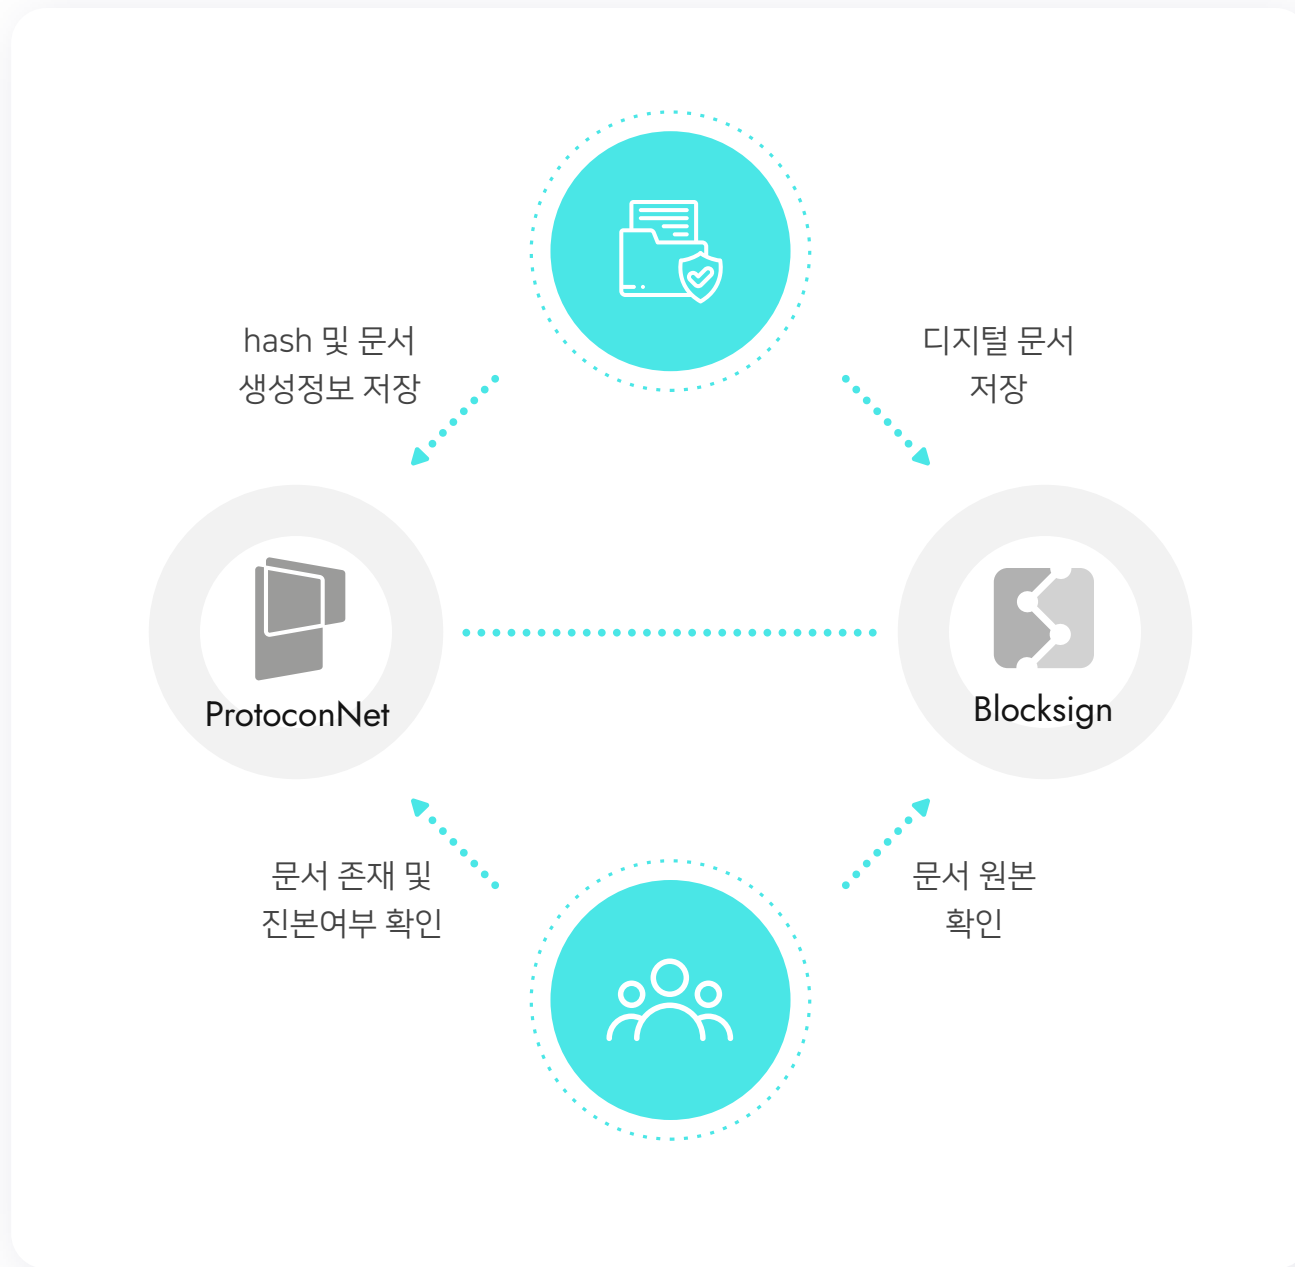 hash 및 문서
생성정보 저장
디지털 문서
저장
ProtoconNet
Blocksign
문서 존재 및
진본여부 확인
문서 원본
확인